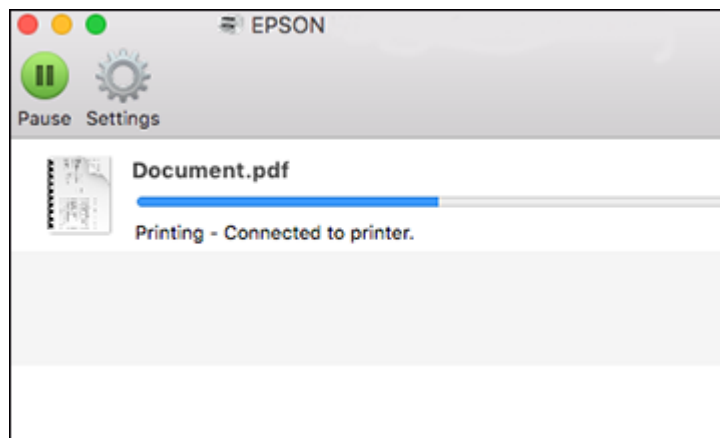 EPSON
Pause Settings
Document.pdf
Printing - Connected to printer.